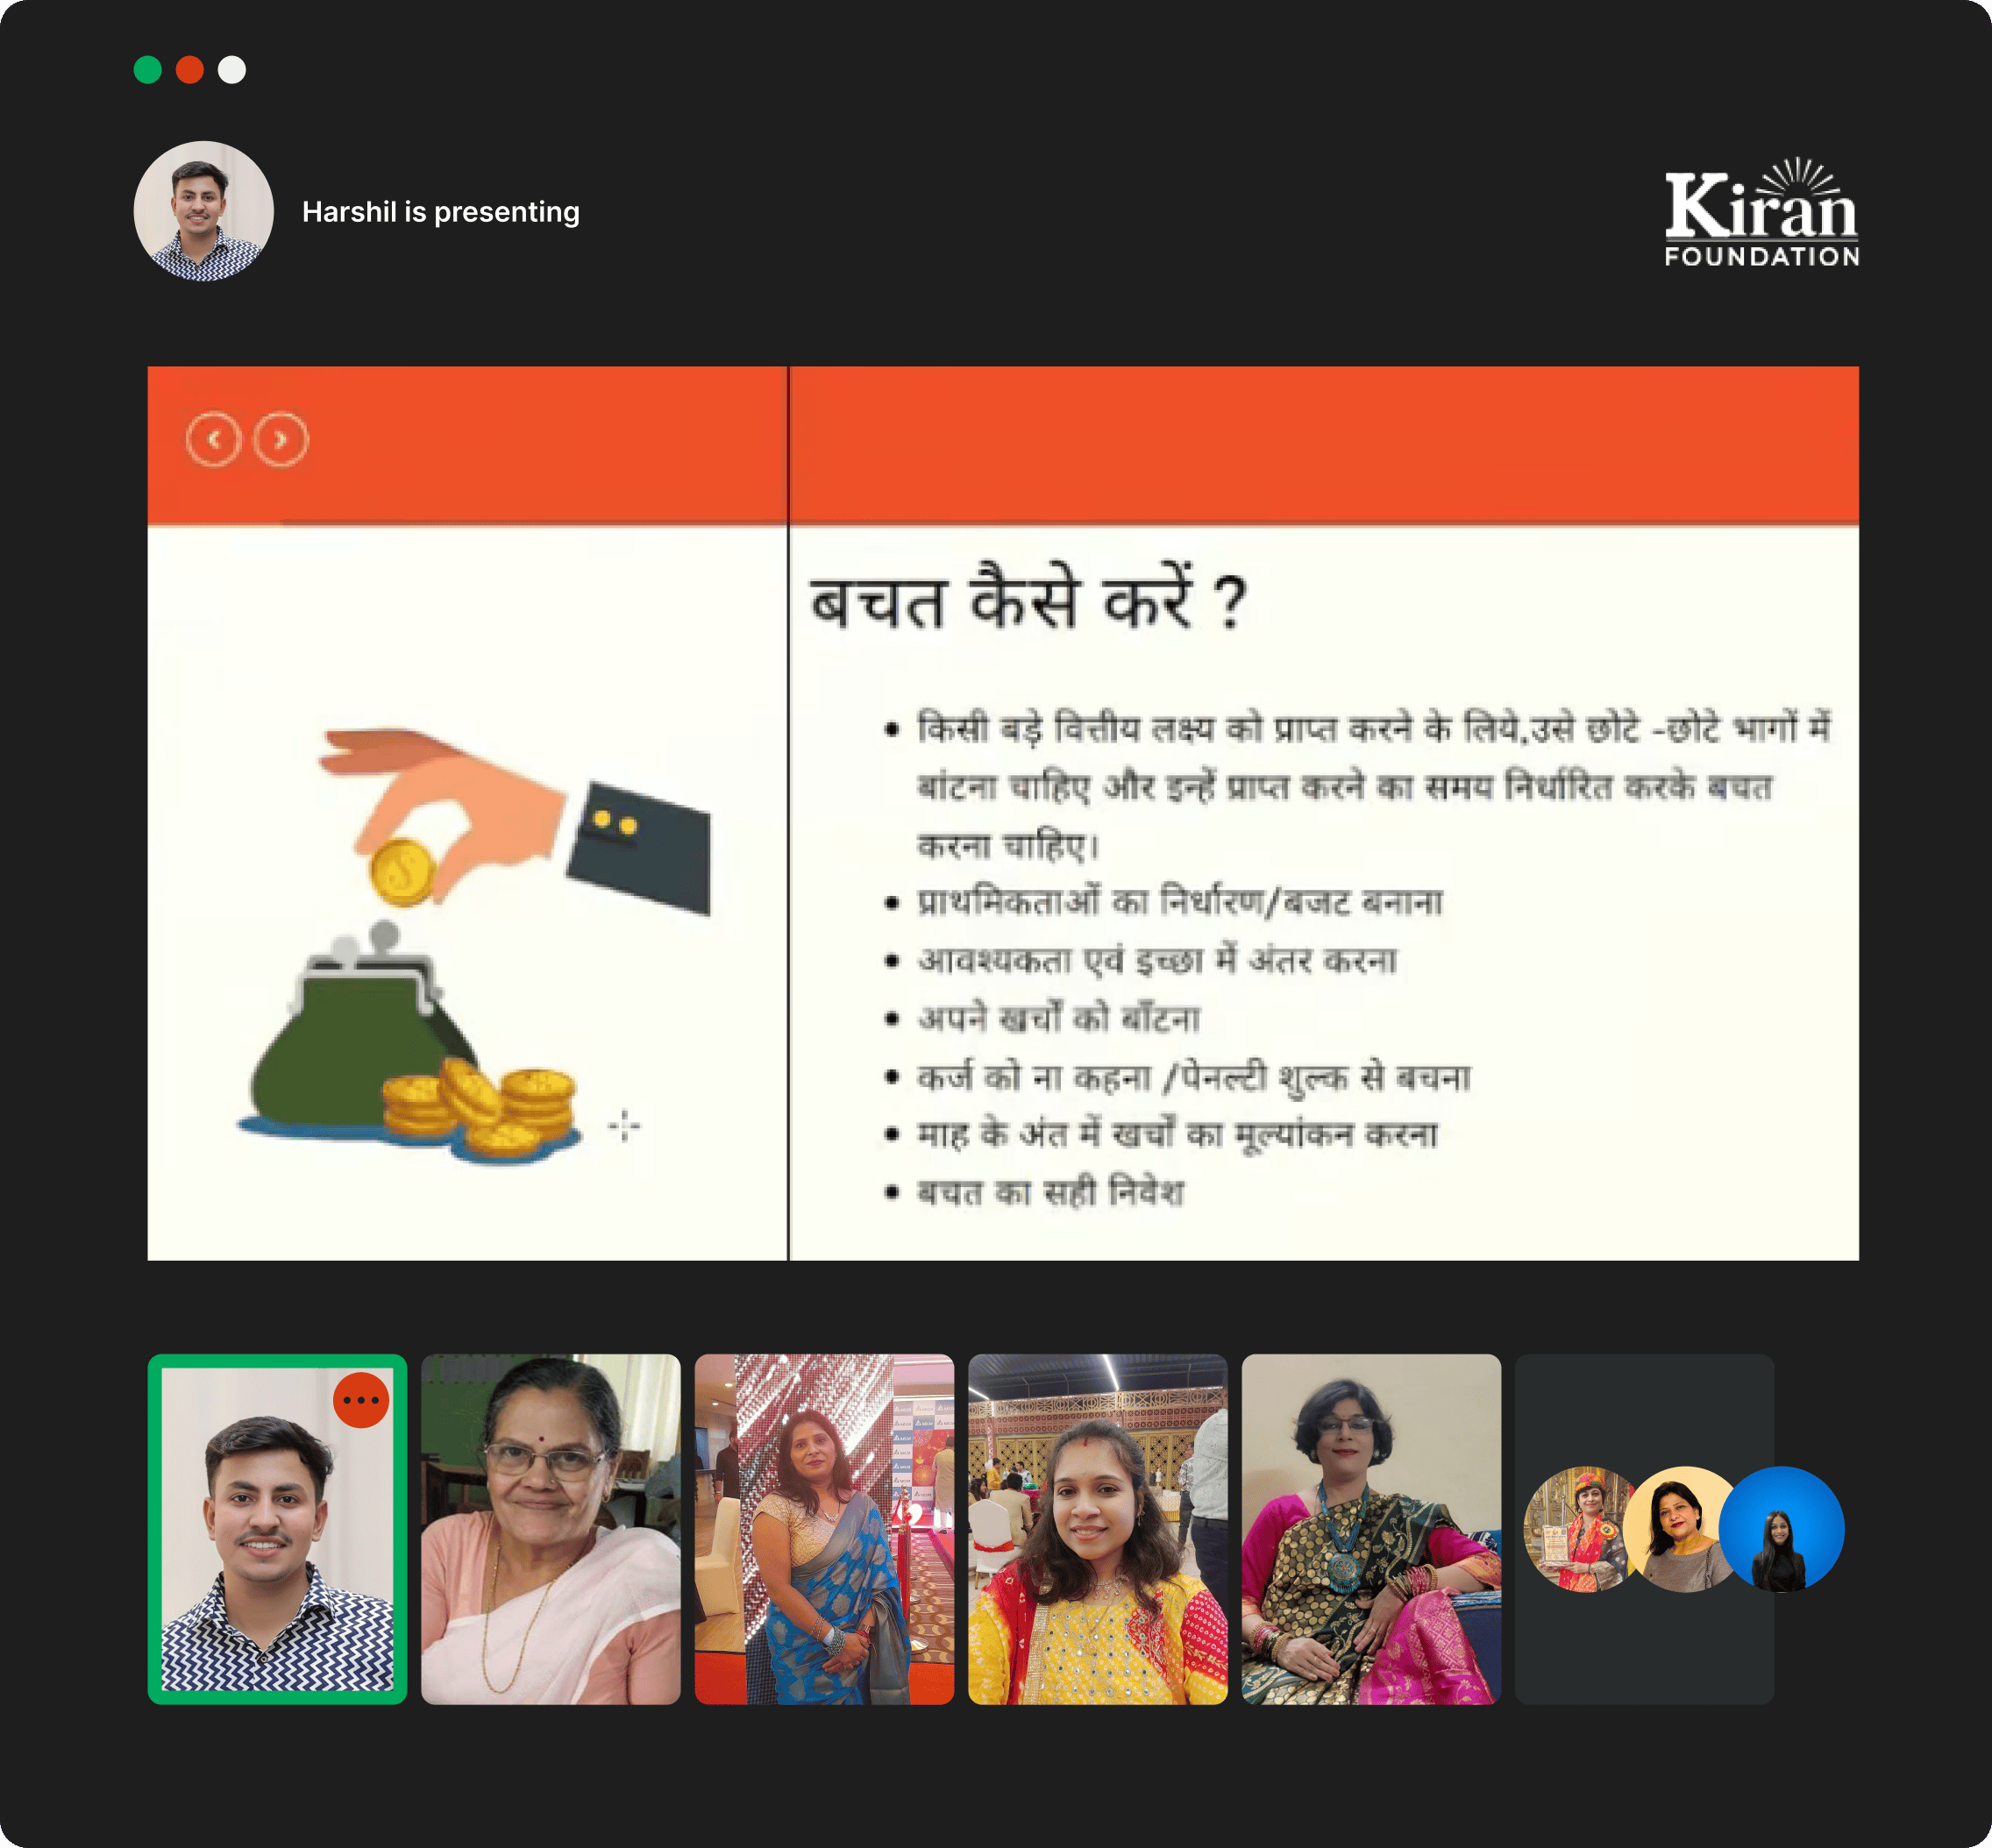 Harshil is presenting
Kiran
FOUNDATION
बचत कैसे करें ?
• किसी बड़े वित्तीय लक्ष्य को प्राप्त करने के लिये,उसे छोटे -छोटे भागों में
बांटना चाहिए और इन्हें प्राप्त करने का समय निर्धारित करके बचत
करना चाहिए।
• प्राथमिकताओं का निर्धारण/बजट बनाना
• आवश्यकता एवं इच्छा में अंतर करना
• अपने खर्चों को बाँटना
• कर्ज को ना कहना /पेनल्टी शुल्क से बचना
• माह के अंत में खर्चों का मूल्यांकन करना
• बचत का सही निवेश